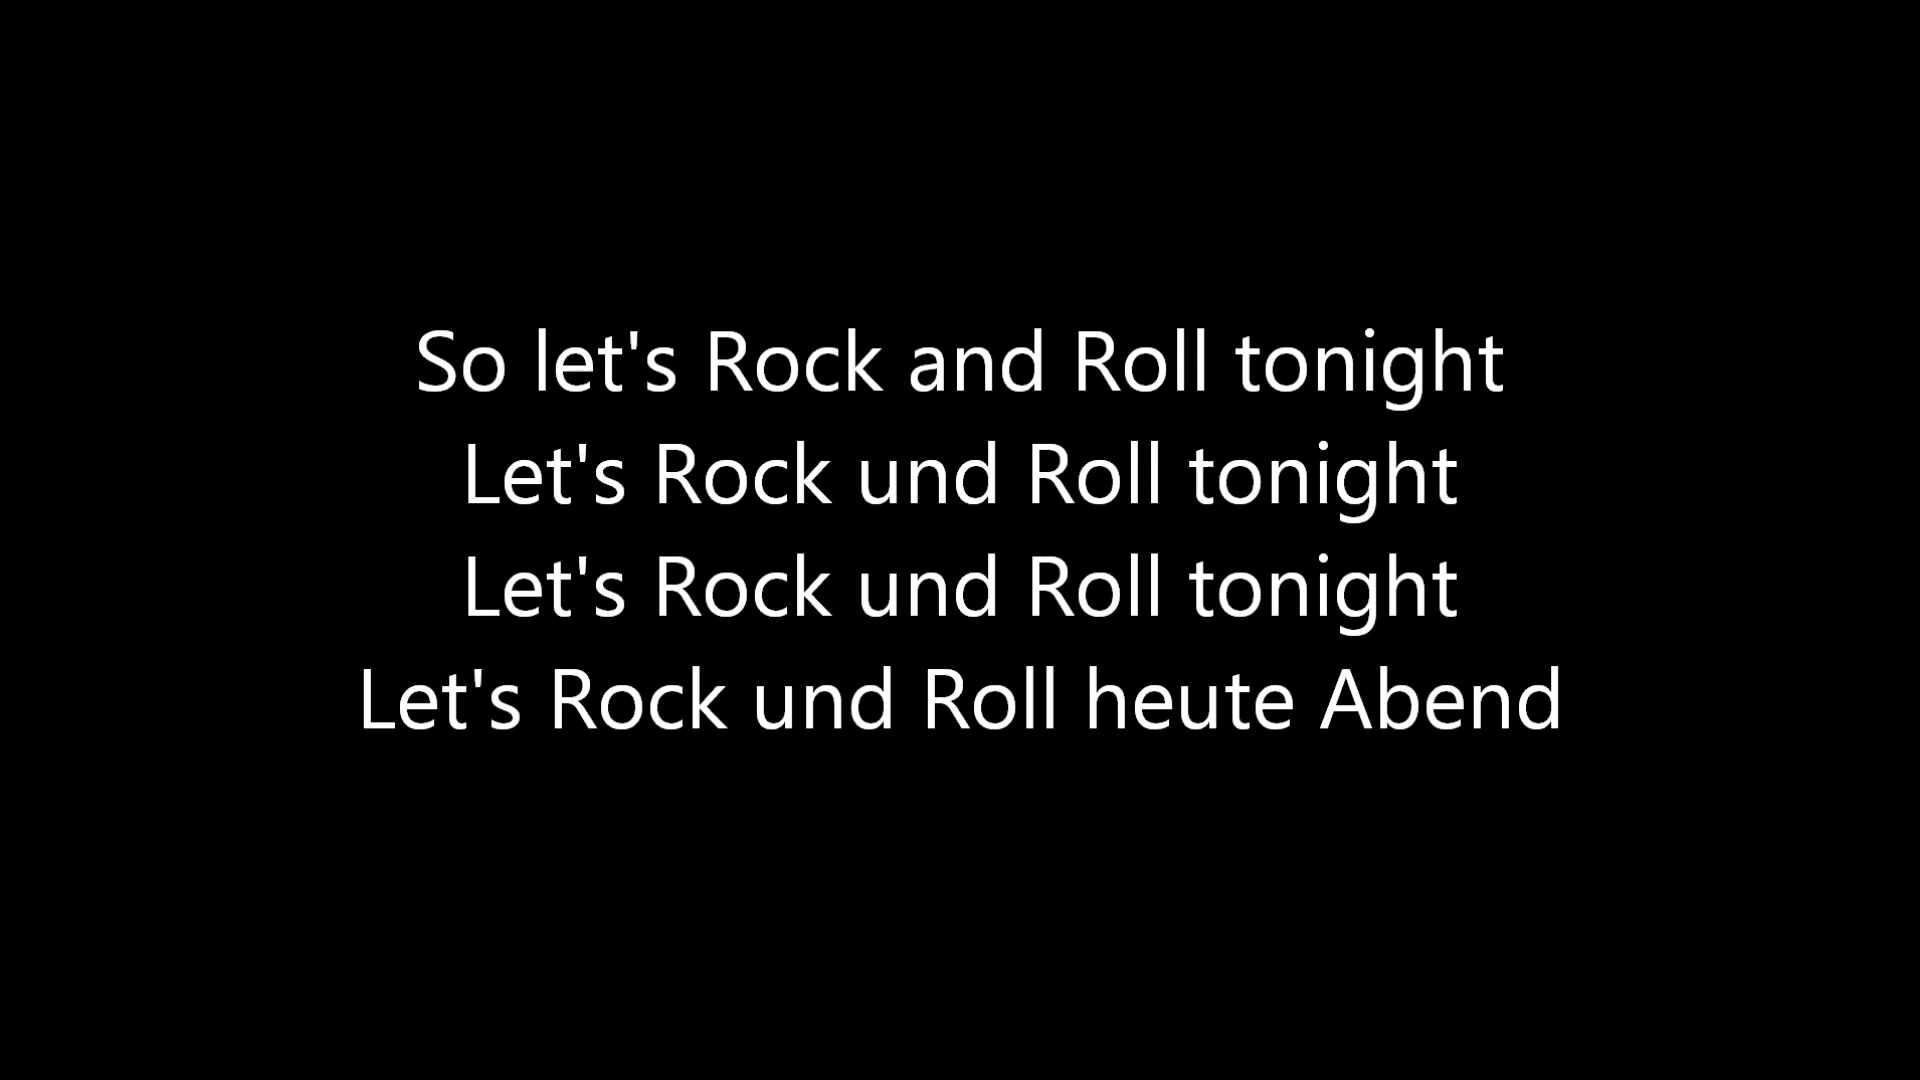 So let's Rock and Roll tonight
Let's Rock und Roll tonight
Let's Rock und Roll tonight
Let's Rock und Roll heute Abend